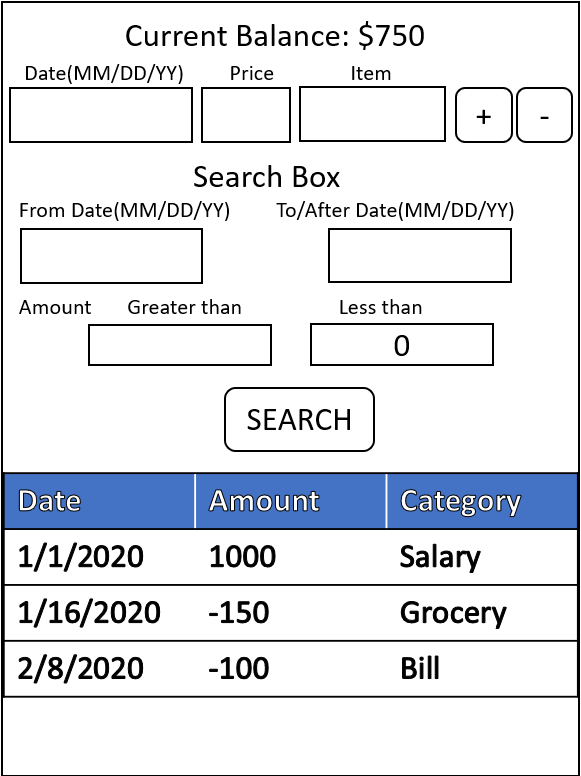 Current Balance: $750
Date(MM/DD/YY) Price Item
+ -
Search Box
From Date(MM/DD/YY) To/After Date(MM/DD/YY)
Amount Greater than Less than
0
SEARCH
Date Amount Category
1/1/2020 1000 Salary
1/16/2020 -150 Grocery
2/8/2020 -100 Bill